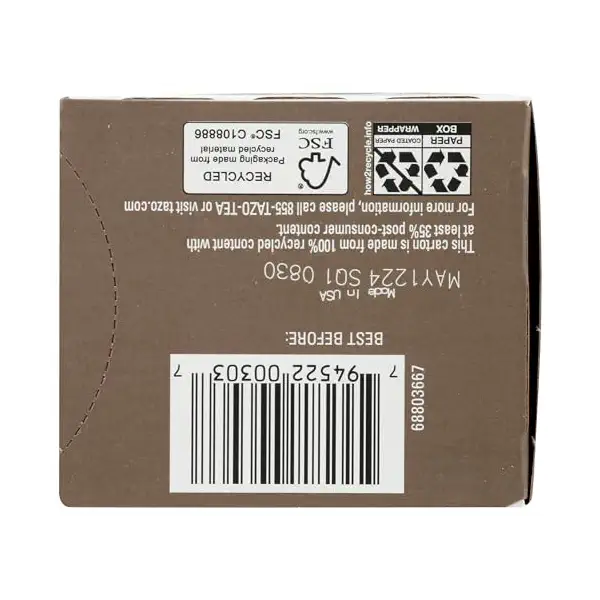 68803667
7 94522 00303 7
BEST BEFORE:
Made In USA
MAY1224 SQ1 0830
This carton is made from 100% recycled content with
at least 35% post-consumer content.
For more information, please call 855-TAZO-TEA or visit tazo.com.
PAPER
BOX
COATED PAPER
WRAPPER
how2recycle.info
®
FSC
www.fsc.org
RECYCLED
Packaging made from
recycled material
FSC® C108886